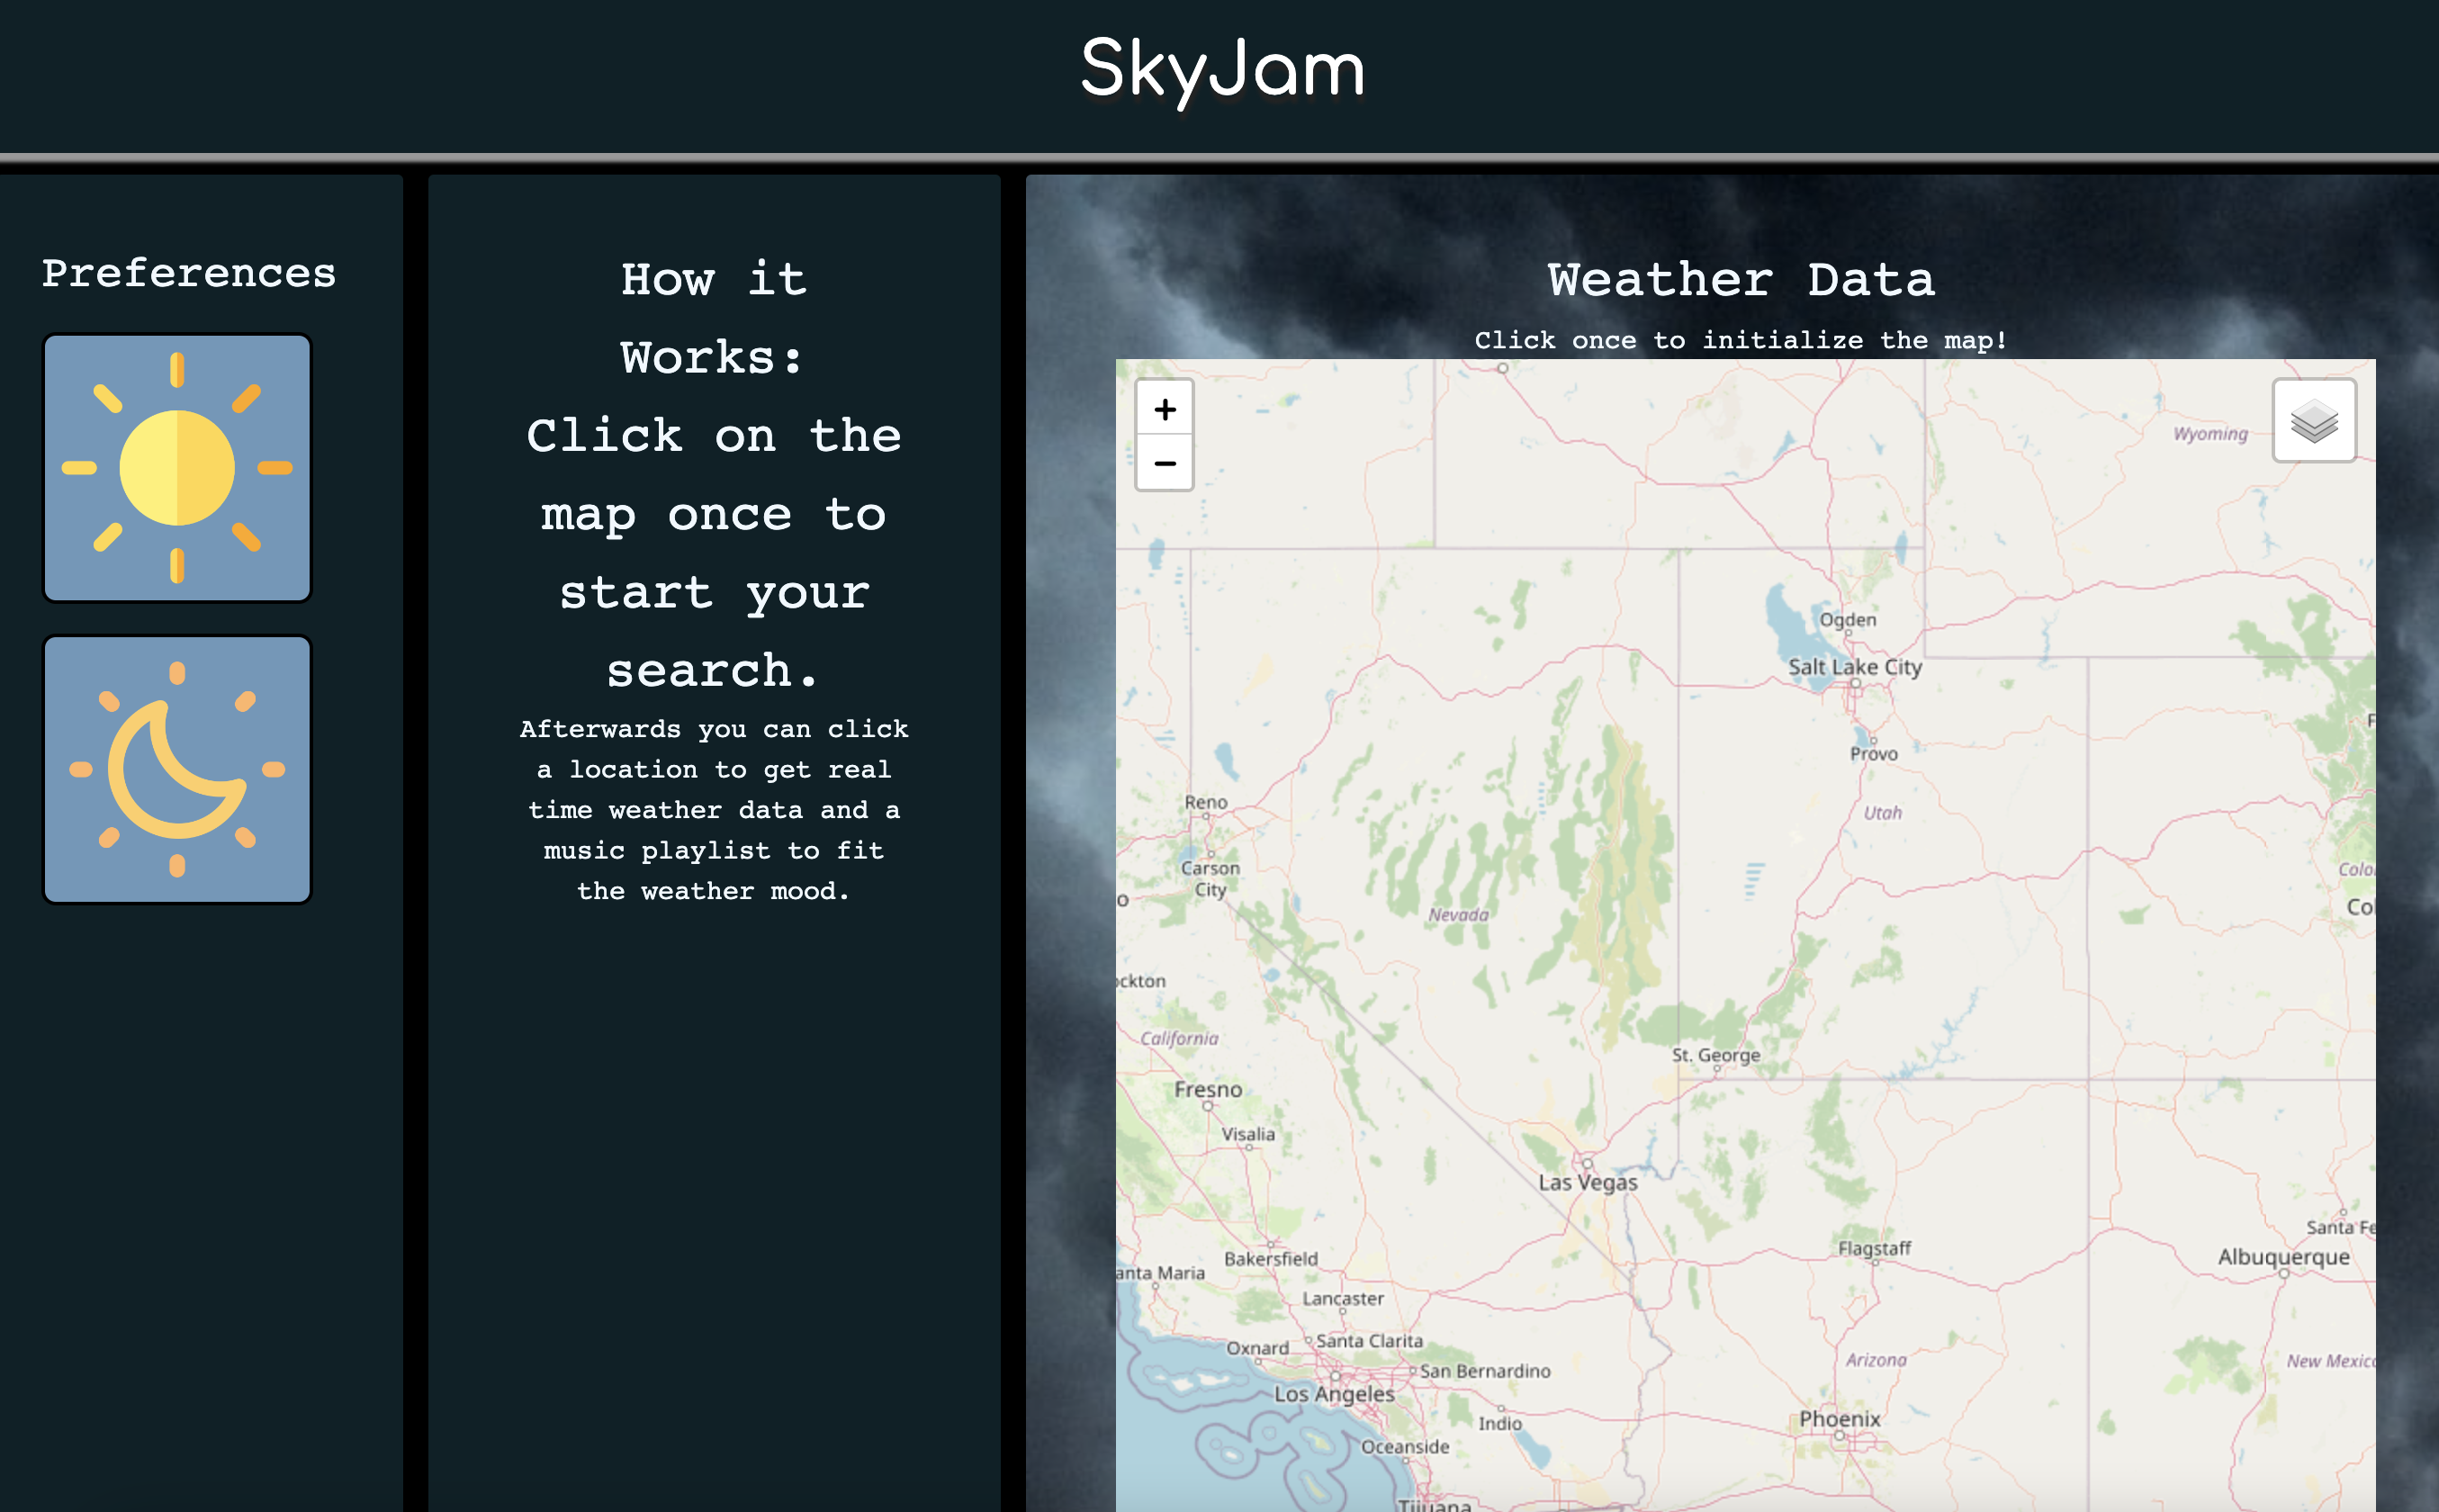 SkyJam
Preferences
How it
Works:
Click on the
map once to
start your
search.
Afterwards you can click
a location to get real
time weather data and a
music playlist to fit
the weather mood.
Weather Data
Click once to initialize the map!
+
−
Wyoming
Ogden
Salt Lake City
Provo
Utah
Reno
Carson
City
Colo
Col
o
Nevada
ockton
California
St. George
Fresno
Visalia
Las Vegas
Santa Fe
Flagstaff
Albuquerque
Bakersfield
anta Maria
Lancaster
Santa Clarita
Oxnard
San Bernardino
Arizona
New Mexic
Los Angeles
Indio
Phoenix
Oceanside
Tijuana